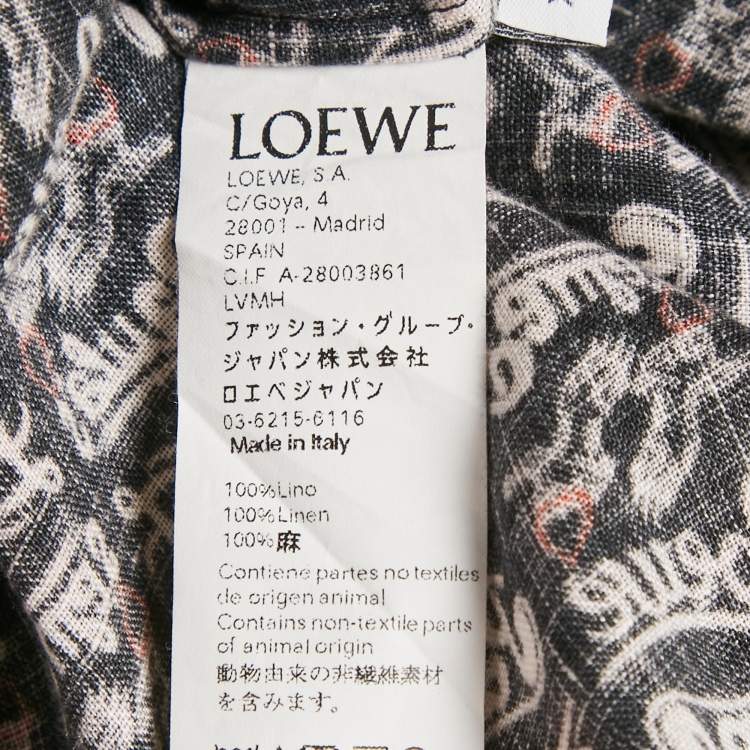 LOEWE
LOEWE, S.A.
C/Goya, 4
28001 - Madrid
SPAIN
C.I.F A-28003861
LVMH
ファッション・グループ・
ジャパン株式会社
ロエベジャパン
03-6215-6116
Made in Italy
100%Lino
100%Linen
100%麻
Contiene partes no textiles
de origen animal
Contains non-textile parts
of animal origin
動物由来の非繊維素材
を含みます。